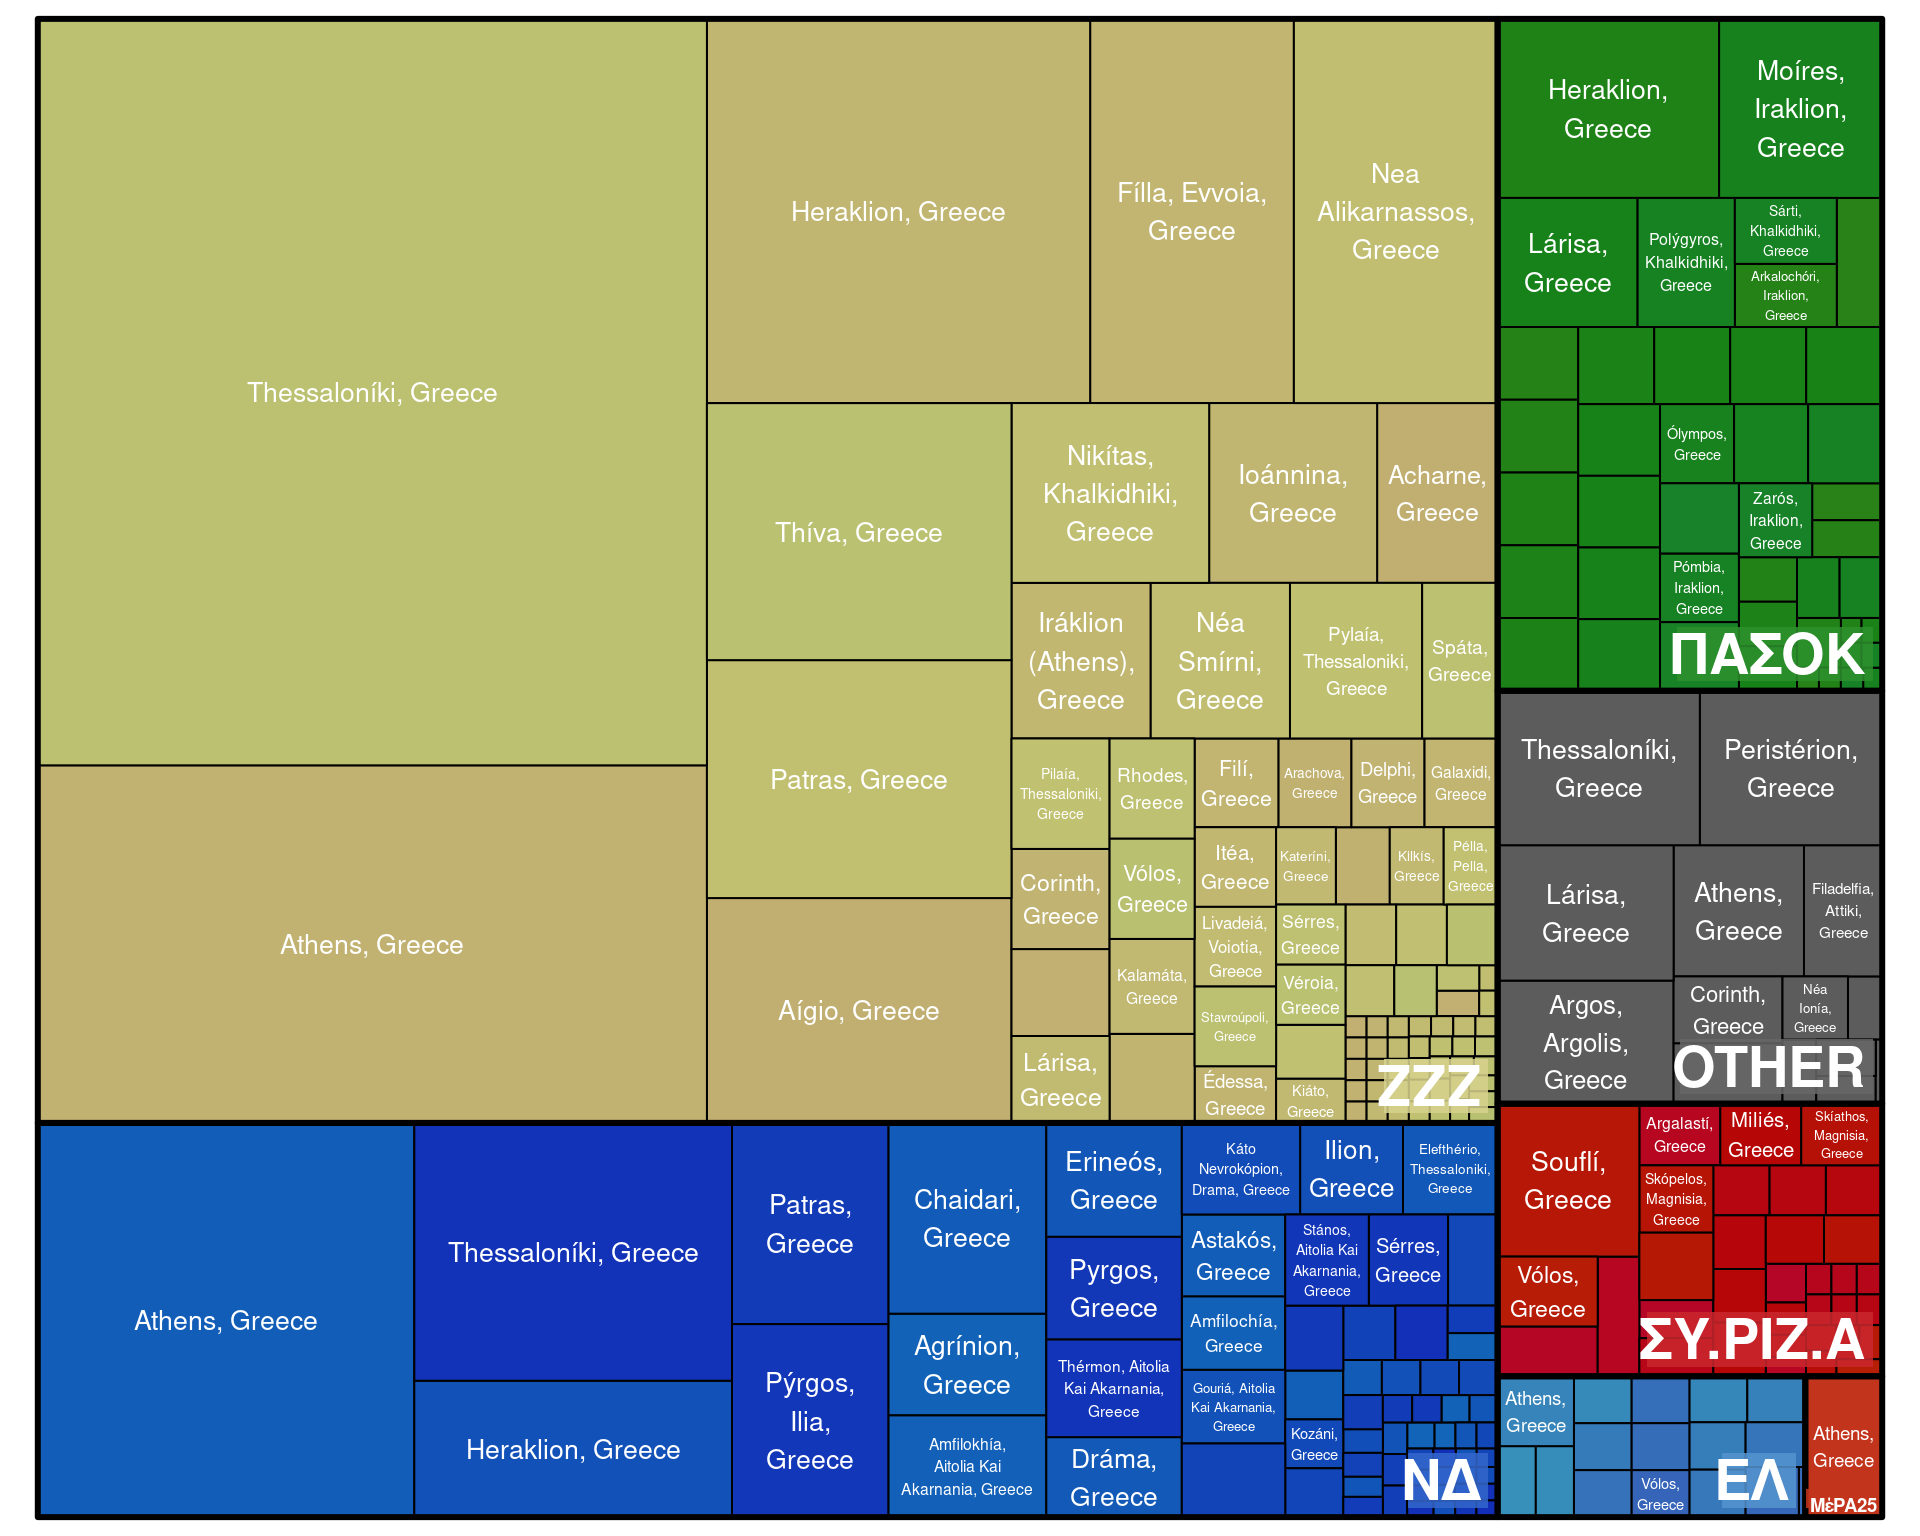 Thessaloníki, Greece
Athens, Greece
Heraklion, Greece
Fílla, Evvoia,
Greece
Nea
Alikarnassos,
Greece
Thíva, Greece
Patras, Greece
Aígio, Greece
Nikítas,
Khalkidhiki,
Greece
Ioánnina,
Greece
Acharne,
Greece
Iráklion
(Athens),
Greece
Néa
Smírni,
Greece
Pylaía,
Thessaloniki,
Greece
Spáta,
Greece
Pilaía,
Thessaloniki,
Greece
Rhodes,
Greece
Filí,
Greece
Arachova,
Greece
Delphi,
Greece
Galaxidi,
Greece
Corinth,
Greece
Vólos,
Greece
Itéa,
Greece
Kateríni,
Greece
Kilkís,
Greece
Pélla,
Pella,
Greece
Livadeiá,
Voiotia,
Greece
Sérres,
Greece
Kalamáta,
Greece
Véroia,
Greece
Stavroúpoli,
Greece
Lárisa,
Greece
Édessa,
Greece
Kiáto,
Greece
ZZZ
Athens, Greece
Thessaloníki, Greece
Heraklion, Greece
Patras,
Greece
Pýrgos,
Ilia,
Greece
Chaidari,
Greece
Agrínion,
Greece
Amfilokhía,
Aitolia Kai
Akarnania, Greece
Erineós,
Greece
Pyrgos,
Greece
Thérmon, Aitolia
Kai Akarnania,
Greece
Dráma,
Greece
Káto
Nevrokópion,
Drama, Greece
Ilion,
Greece
Elefthério,
Thessaloniki,
Greece
Astakós,
Greece
Stános,
Aitolia Kai
Akarnania,
Greece
Sérres,
Greece
Amfilochía,
Greece
Gouriá, Aitolia
Kai Akarnania,
Greece
Kozáni,
Greece
ΝΔ
Heraklion,
Greece
Moíres,
Iraklion,
Greece
Lárisa,
Greece
Polýgyros,
Khalkidhiki,
Greece
Sárti,
Khalkidhiki,
Greece
Arkalochóri,
Iraklion,
Greece
Ólympos,
Greece
Zarós,
Iraklion,
Greece
Pómbia,
Iraklion,
Greece
ΠΑΣΟΚ
Thessaloníki,
Greece
Peristérion,
Greece
Lárisa,
Greece
Athens,
Greece
Filadelfia,
Attiki,
Greece
Argos,
Argolis,
Greece
Corinth,
Greece
Néa
Ionía,
Greece
OTHER
Souflí,
Greece
Argalastí,
Greece
Miliés,
Greece
Skíathos,
Magnisia,
Greece
Skópelos,
Magnisia,
Greece
Vólos,
Greece
ΣΥ.ΡΙΖ.Α
Athens,
Greece
Vólos,
Greece
ΕΛ
Athens,
Greece
ΜέΡΑ25